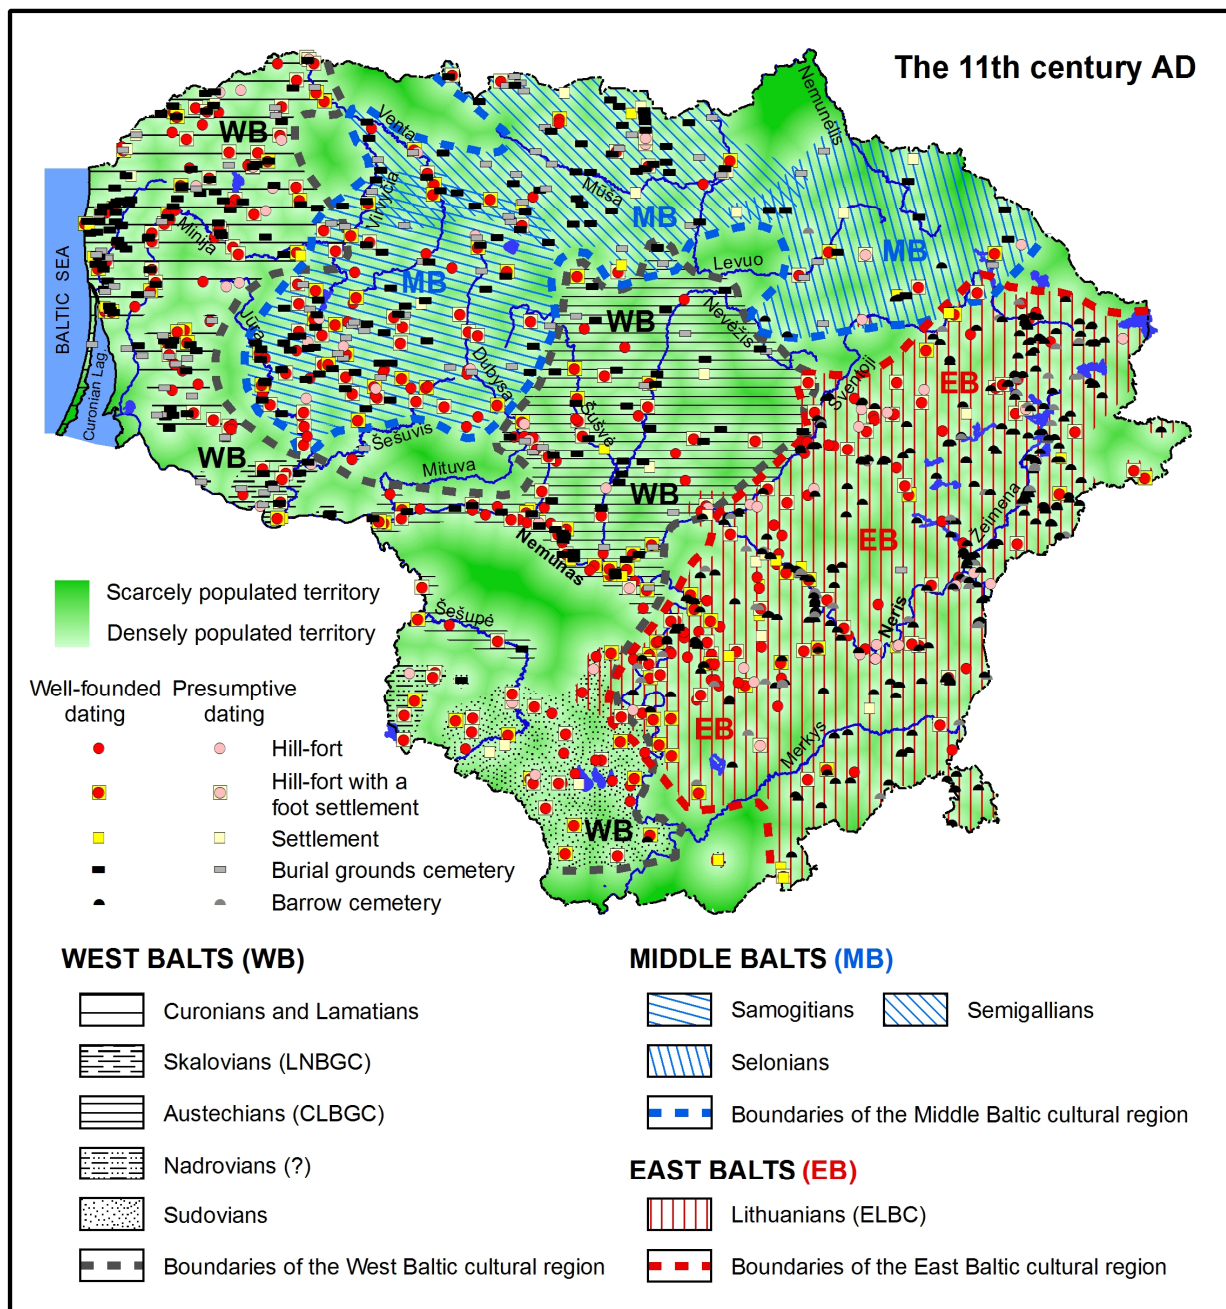 The 11th century AD
WB
Venta
Nemunėlis
Virvyčia
Mūša
MB
MB
Minija
BALTIC SEA
Levuo
MB
WB
Nevėžis
Jūra
Curonian Lag.
Dubysa
Šventoji
EB
Šušvė
Šešuvis
WB
Mituva
WB
Žeimena
EB
Nemunas
Neris
Šešupė
EB
Merkys
WB
Scarcely populated territory
Densely populated territory
Well-founded dating
Presumptive dating
Hill-fort
Hill-fort with a
foot settlement
Settlement
Burial grounds cemetery
Barrow cemetery
WEST BALTS (WB)
Curonians and Lamatians
Skalovians (LNBGC)
Austechians (CLBGC)
Nadrovians (?)
Sudovians
Boundaries of the West Baltic cultural region
MIDDLE BALTS (MB)
Samogitians
Semigallians
Selonians
Boundaries of the Middle Baltic cultural region
EAST BALTS (EB)
Lithuanians (ELBC)
Boundaries of the East Baltic cultural region